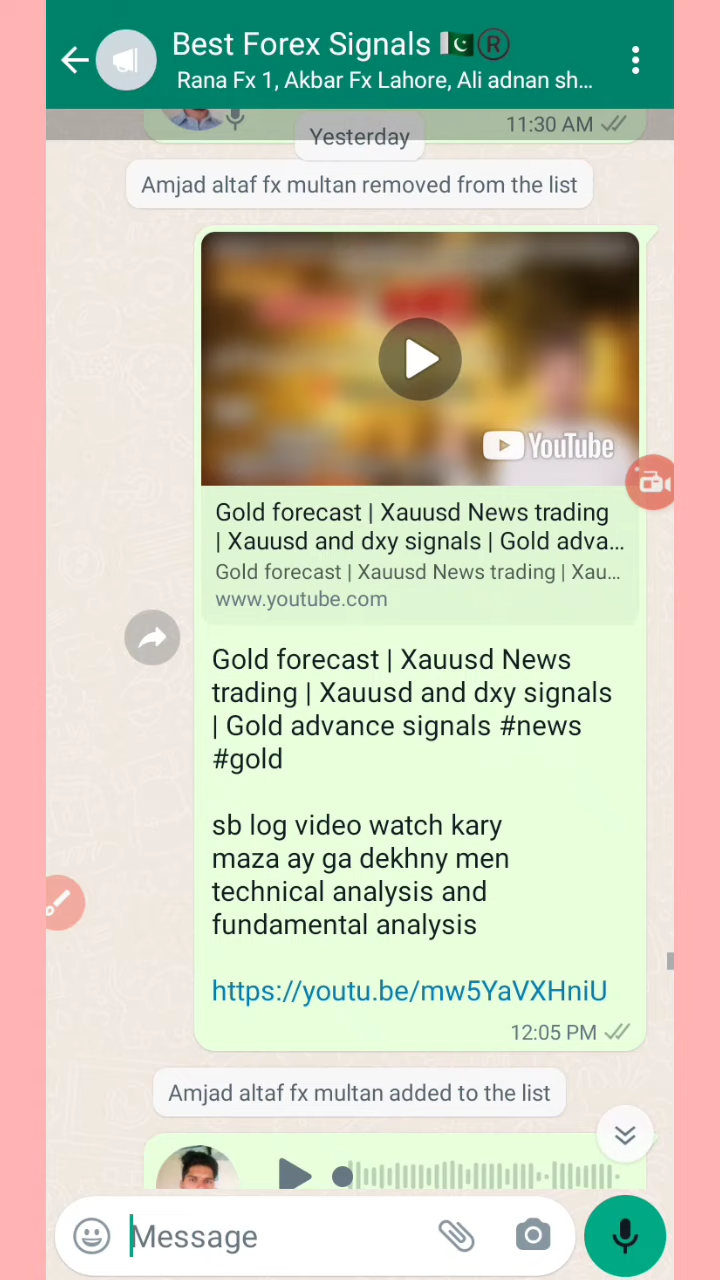 Best Forex Signals 🇵🇰®
Rana Fx 1, Akbar Fx Lahore, Ali adnan sh...
11:30 AM
Yesterday
Amjad altaf fx multan removed from the list
YouTube
Gold forecast | Xauusd News trading
| Xauusd and dxy signals | Gold adva...
Gold forecast | Xauusd News trading | Xau...
www.youtube.com
Gold forecast | Xauusd News
trading | Xauusd and dxy signals
| Gold advance signals #news
#gold
sb log video watch kary
maza ay ga dekhny men
technical analysis and
fundamental analysis
https://youtu.be/mw5YaVXHniU
12:05 PM
Amjad altaf fx multan added to the list
Message